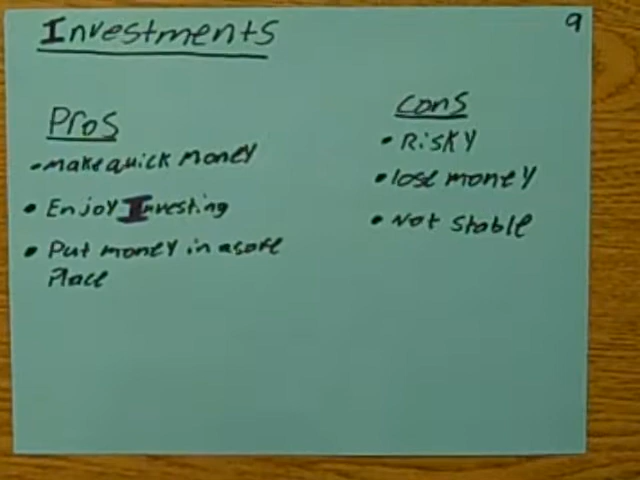 Investments
9
Pros
• make quick money
• Enjoy Investing
• Put money in a safe
Place
Cons
• Risky
• lose money
• Not stable